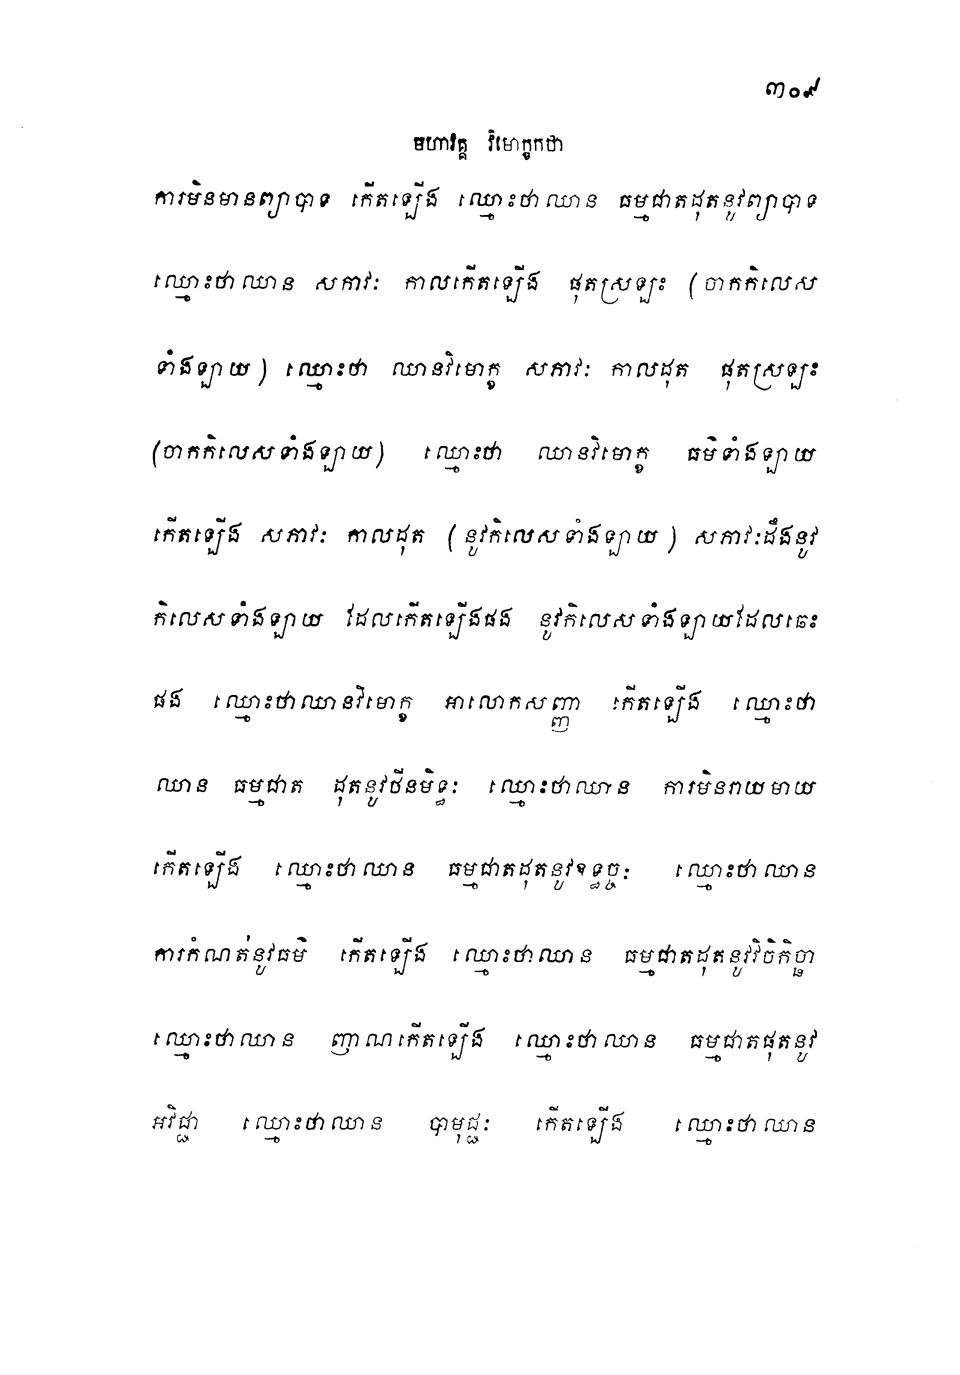 ៣០៩
មហាវគ្គ វិមោក្ខកថា
ការមិនមានព្យាបាទ កើតឡើង ឈ្មោះថាឈាន ធម្មជាតដុតនូវព្យាបាទ
ឈ្មោះថាឈាន សភាវៈ កាលកើតឡើង ផុតស្រឡះ (ចាកកិលេស
ទាំងឡាយ) ឈ្មោះថា ឈានវិមោក្ខ សភាវៈ កាលដុត ផុតស្រឡះ
(ចាកកិលេសទាំងឡាយ) ឈ្មោះថា ឈានវិមោក្ខ ធម៌ទាំងឡាយ
កើតឡើង សភាវៈ កាលដុត (នូវកិលេសទាំងឡាយ) សភាវៈដឹងនូវ
កិលេសទាំងឡាយ ដែលកើតឡើងផង នូវកិលេសទាំងឡាយដែលឆេះ
ផង ឈ្មោះថាឈានវិមោក្ខ អាលោកសញ្ញា កើតឡើង ឈ្មោះថា
ឈាន ធម្មជាត ដុតនូវថីនមិទ្ធៈ ឈ្មោះថាឈាន ការមិនរាយមាយ
កើតឡើង ឈ្មោះថាឈាន ធម្មជាតដុតនូវឧទ្ធច្ចៈ ឈ្មោះថាឈាន
ការកំណត់នូវធម៌ កើតឡើង ឈ្មោះថាឈាន ធម្មជាតដុតនូវវិចិកិច្ឆា
ឈ្មោះថាឈាន ញាណកើតឡើង ឈ្មោះថាឈាន ធម្មជាតផុតនូវ
អវិជ្ជា ឈ្មោះថាឈាន បាមុជ្ជៈ កើតឡើង ឈ្មោះថាឈាន